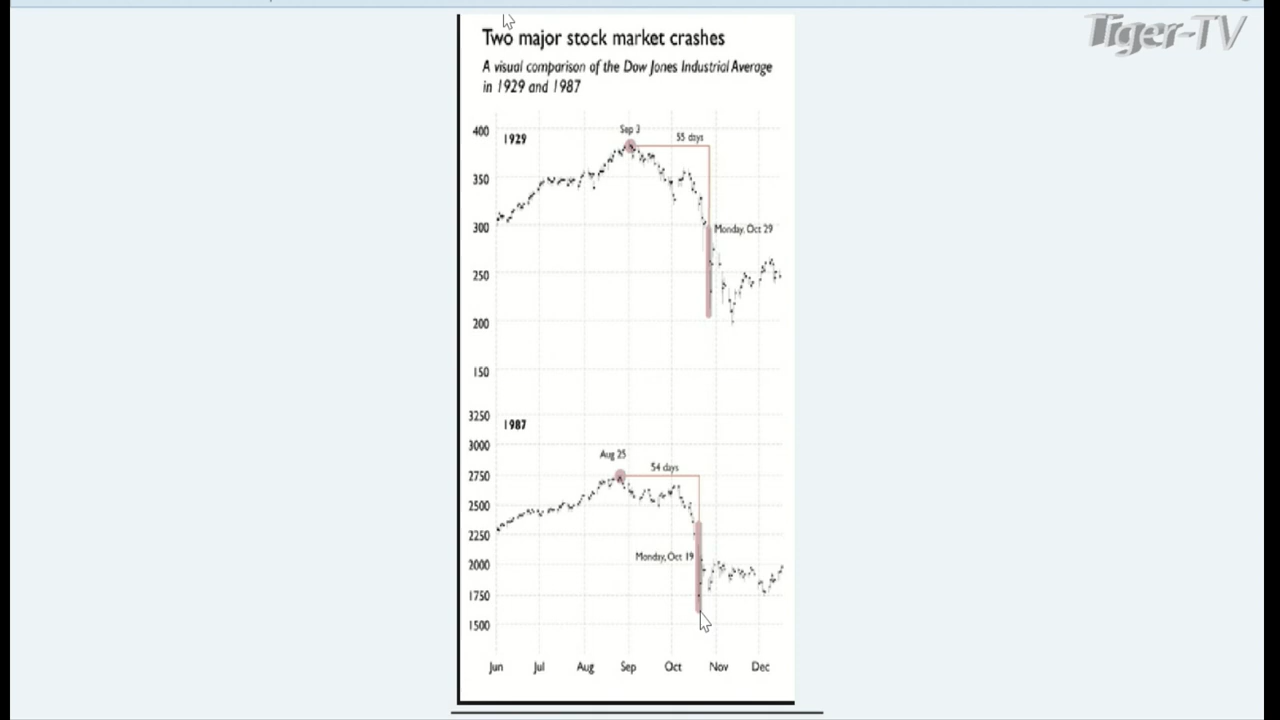 Tiger-TV
Two major stock market crashes
A visual comparison of the Dow Jones Industrial Average
in 1929 and 1987
400
1929
Sep 3
55 days
350
300
Monday, Oct 29
250
200
150
3250
1987
3000
Aug 25
2750
54 days
2500
2250
2000
Monday, Oct 19
1750
1500
Jun Jul Aug Sep Oct Nov Dec